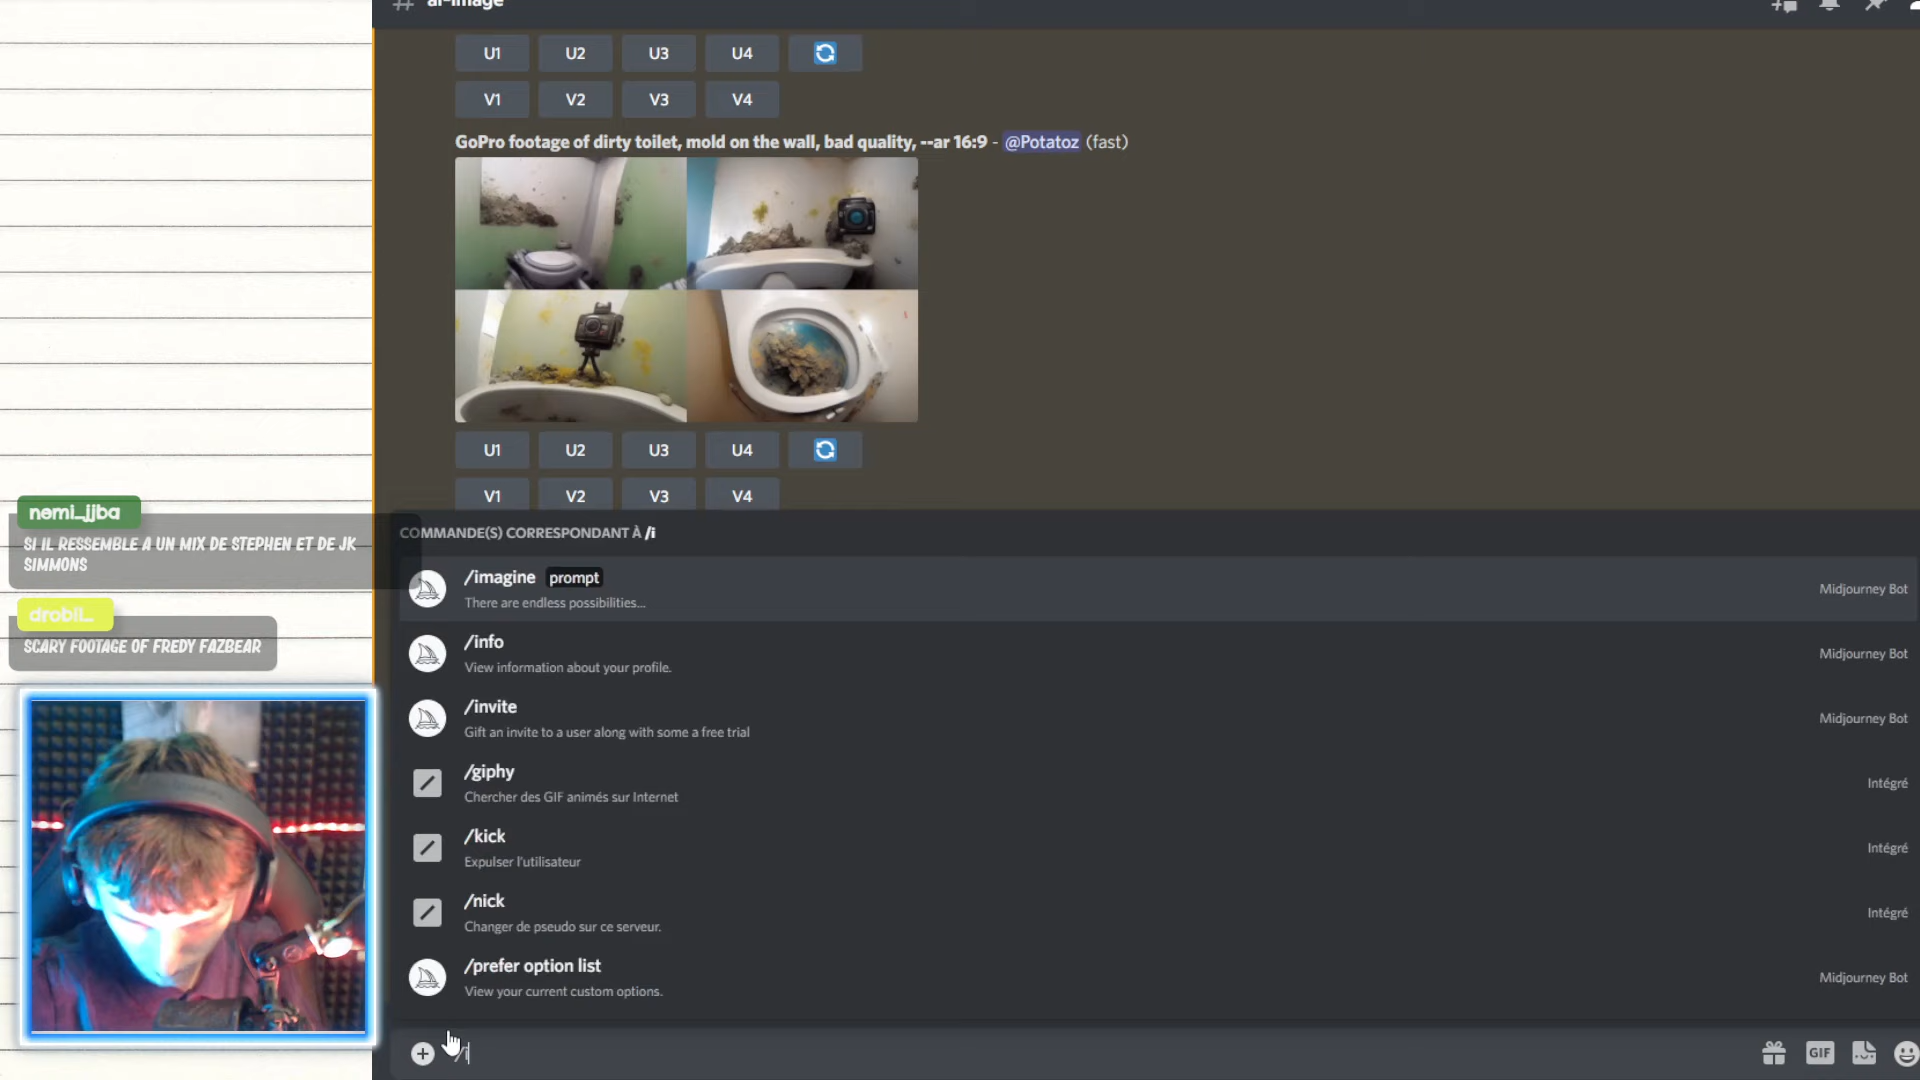 # ai-image
U1 U2 U3 U4
V1 V2 V3 V4
GoPro footage of dirty toilet, mold on the wall, bad quality, --ar 16:9 - @Potatoz (fast)
U1 U2 U3 U4
V1 V2 V3 V4
nemi_jjba
SI IL RESSEMBLE A UN MIX DE STEPHEN ET DE JK
SIMMONS
drobil_
SCARY FOOTAGE OF FREDY FAZBEAR
COMMANDE(S) CORRESPONDANT À /i
/imagine prompt
There are endless possibilities...
Midjourney Bot
/info
View information about your profile.
Midjourney Bot
/invite
Gift an invite to a user along with some a free trial
Midjourney Bot
/giphy
Chercher des GIF animés sur Internet
Intégré
/kick
Expulser l'utilisateur
Intégré
/nick
Changer de pseudo sur ce serveur.
Intégré
/prefer option list
View your current custom options.
Midjourney Bot
/i
GIF